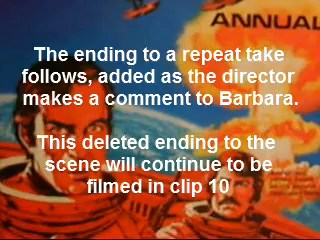 ANNUAL
The ending to a repeat take
follows, added as the director
makes a comment to Barbara.
This deleted ending to the
scene will continue to be
filmed in clip 10